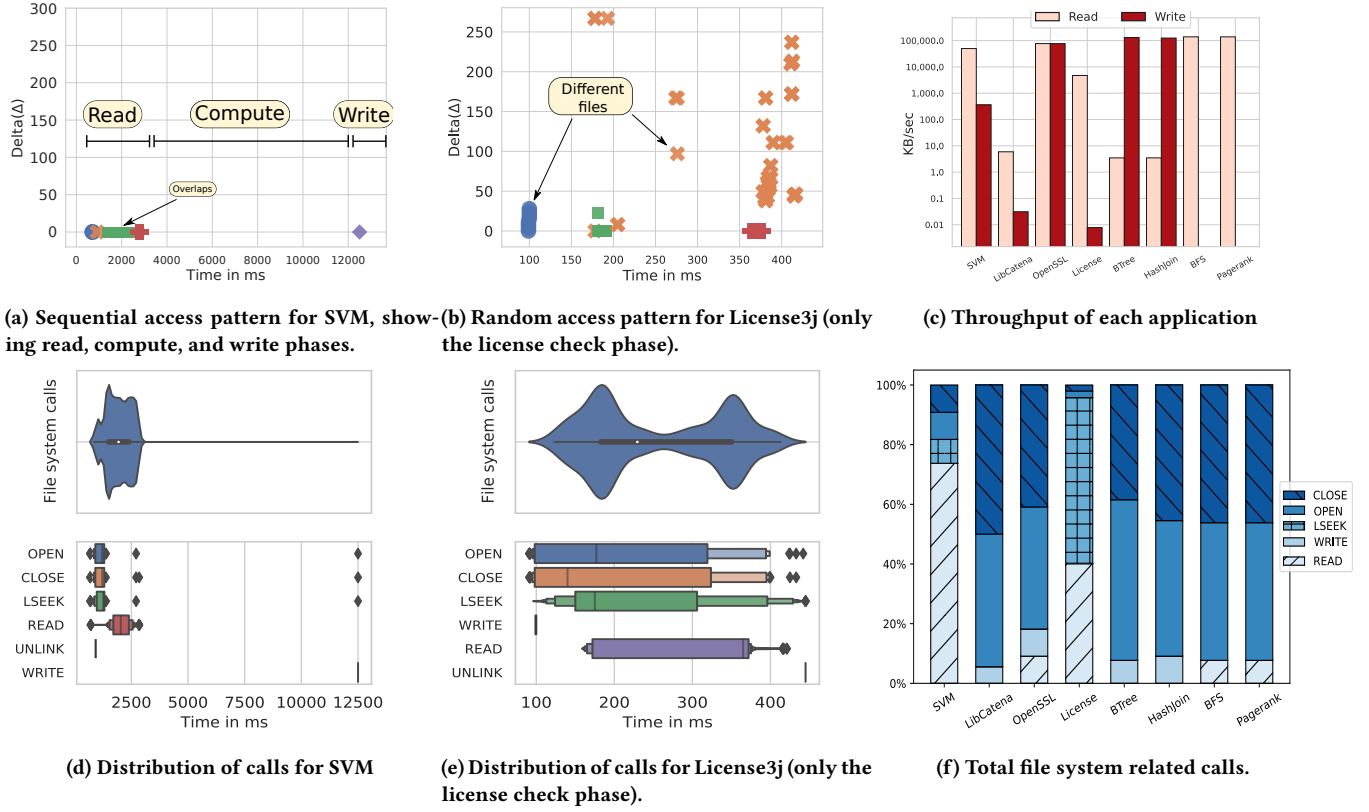 300
250
200
150
100
50
0
Delta(Δ)
Read
Compute
Write
Overlaps
0 2000 4000 6000 8000 10000 12000
Time in ms
250
200
150
100
50
0
Delta(Δ)
Different
files
100 150 200 250 300 350 400
Time in ms
Read Write
100,000.0
10,000.0
1,000.0
100.0
10.0
1.0
0.01
KB/sec
SVM LibCatena OpenSSL License BTree HashJoin BFS Pagerank
(a) Sequential access pattern for SVM, show-
ing read, compute, and write phases.
(b) Random access pattern for License3j (only
the license check phase).
(c) Throughput of each application
File system calls
OPEN
CLOSE
LSEEK
READ
UNLINK
WRITE
2500 5000 7500 10000 12500
Time in ms
File system calls
OPEN
CLOSE
LSEEK
WRITE
READ
UNLINK
100 200 300 400
Time in ms
100%
80%
60%
40%
20%
0%
CLOSE
OPEN
LSEEK
WRITE
READ
SVM LibCatena OpenSSL License BTree HashJoin BFS Pagerank
(d) Distribution of calls for SVM
(e) Distribution of calls for License3j (only the
license check phase).
(f) Total file system related calls.